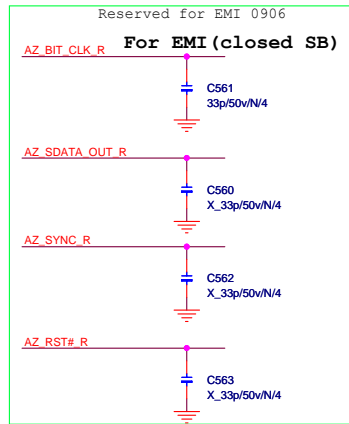 Reserved for EMI 0906
For EMI(closed SB)
AZ_BIT_CLK_R
C561
33p/50v/N/4
AZ_SDATA_OUT_R
C560
X_33p/50v/N/4
AZ_SYNC_R
C562
X_33p/50v/N/4
AZ_RST#_R
C563
X_33p/50v/N/4